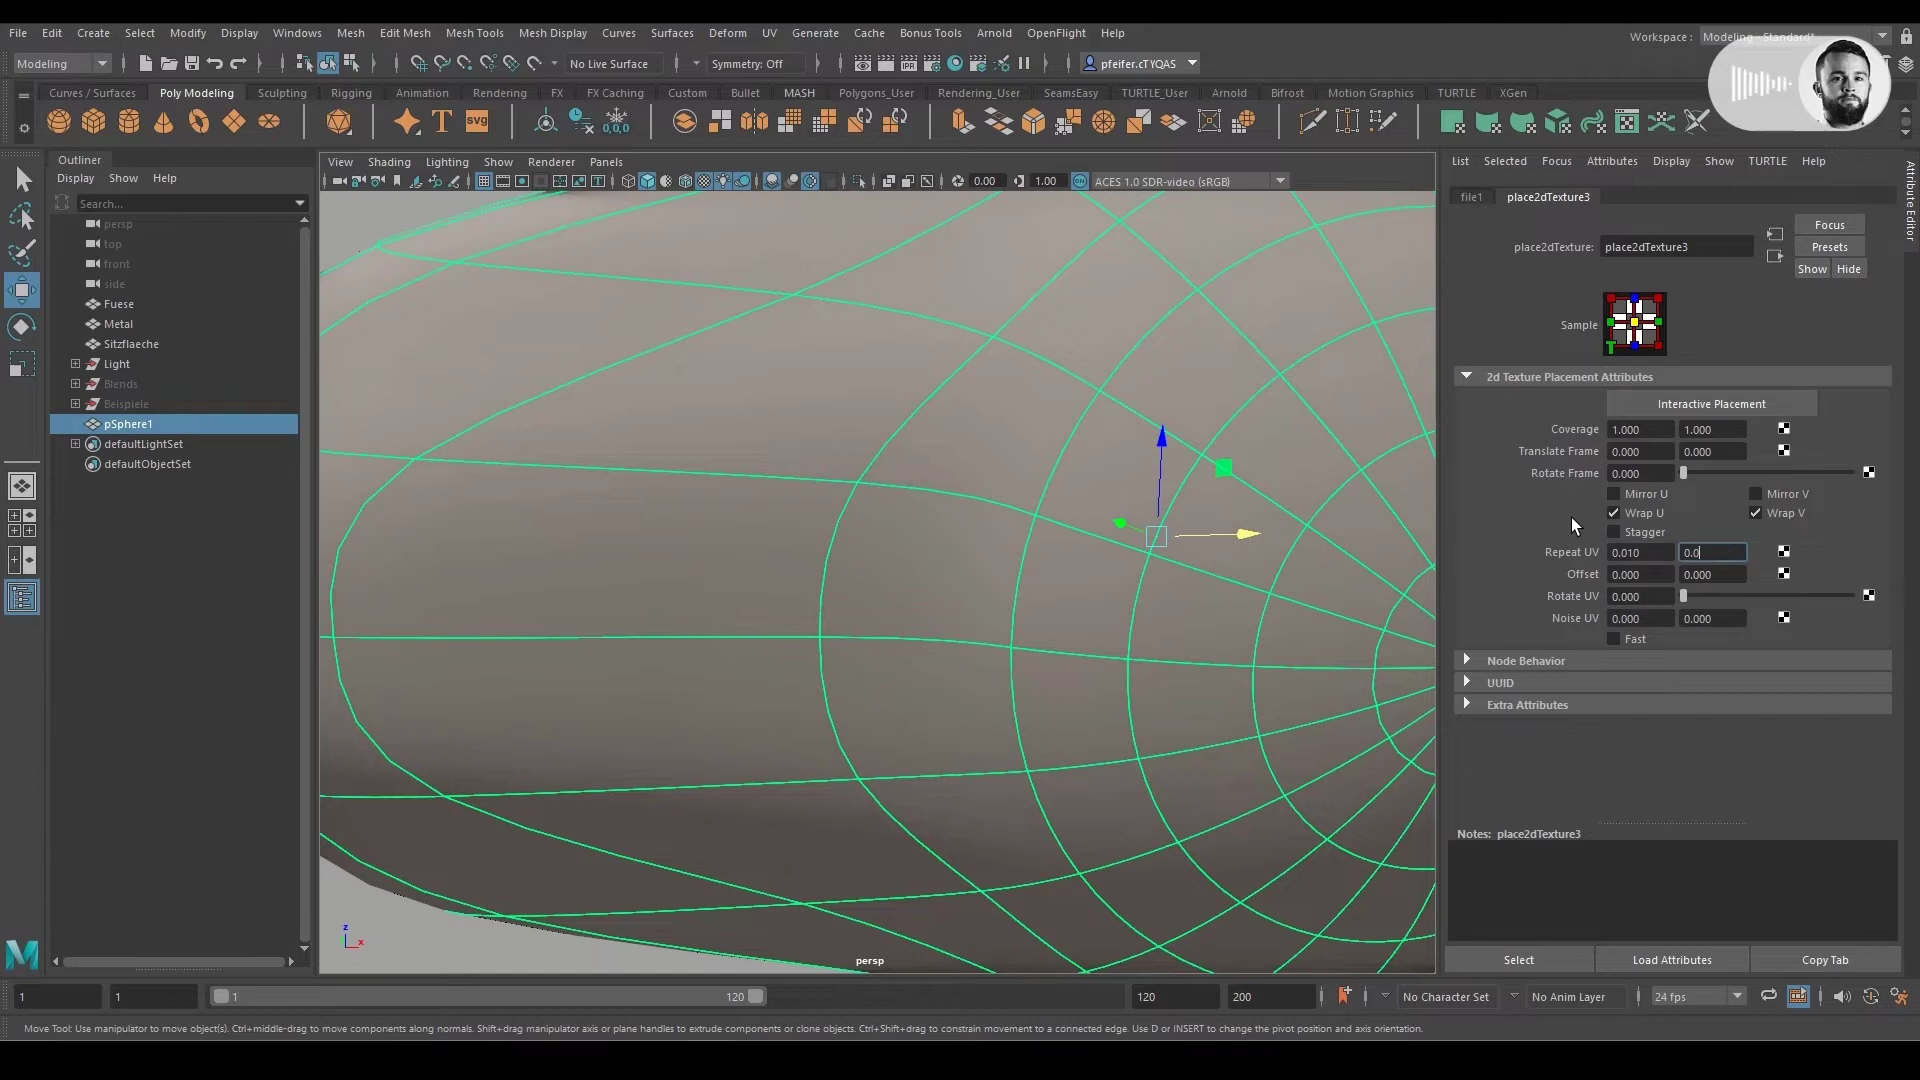 File Edit Create Select Modify Display Windows Mesh Edit Mesh Mesh Tools Mesh Display Curves Surfaces Deform UV Generate Cache Bonus Tools Arnold OpenFlight Help
Workspace : Modeling - Standard*
Modeling No Live Surface Symmetry: Off IPR pfeifer.cTYQAS
Curves / Surfaces Poly Modeling Sculpting Rigging Animation Rendering FX FX Caching Custom Bullet MASH Polygons_User Rendering_User SeamsEasy TURTLE_User Arnold Bifrost Motion Graphics TURTLE XGen
T svg 0,0,0
Outliner
Display Show Help
Search...
persp
top
front
side
Fuese
Metal
Sitzflaeche
Light
Blends
Beispiele
pSphere1
defaultLightSet
defaultObjectSet
View Shading Lighting Show Renderer Panels
0.00 1.00 ON ACES 1.0 SDR-video (sRGB)
z
x
persp
List Selected Focus Attributes Display Show TURTLE Help
Attribute Editor
file1 place2dTexture3
Focus
place2dTexture: place2dTexture3 Presets
Show Hide
Sample
2d Texture Placement Attributes
Interactive Placement
Coverage 1.000 1.000
Translate Frame 0.000 0.000
Rotate Frame 0.000
Mirror U Mirror V
Wrap U Wrap V
Stagger
Repeat UV 0.010 0.0
Offset 0.000 0.000
Rotate UV 0.000
Noise UV 0.000 0.000
Fast
Node Behavior
UUID
Extra Attributes
Notes: place2dTexture3
Select Load Attributes Copy Tab
1 1 1 120 120 200 No Character Set No Anim Layer 24 fps
Move Tool: Use manipulator to move object(s). Ctrl+middle-drag to move components along normals. Shift+drag manipulator axis or plane handles to extrude components or clone objects. Ctrl+Shift+drag to constrain movement to a connected edge. Use D or INSERT to change the pivot position and axis orientation.